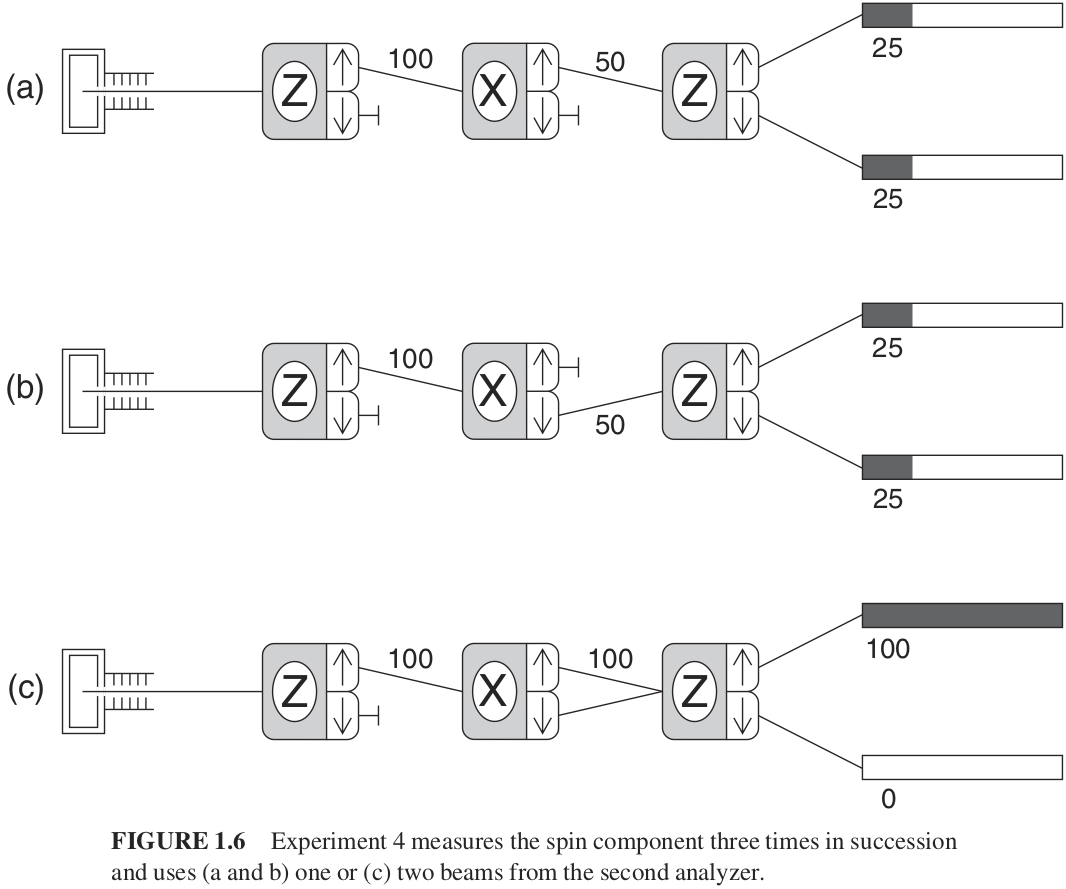 25
(a) Z 100 X 50 Z
25
25
(b) Z 100 X 50 Z
25
100
(c) Z 100 X 100 Z
0
FIGURE 1.6 Experiment 4 measures the spin component three times in succession
and uses (a and b) one or (c) two beams from the second analyzer.